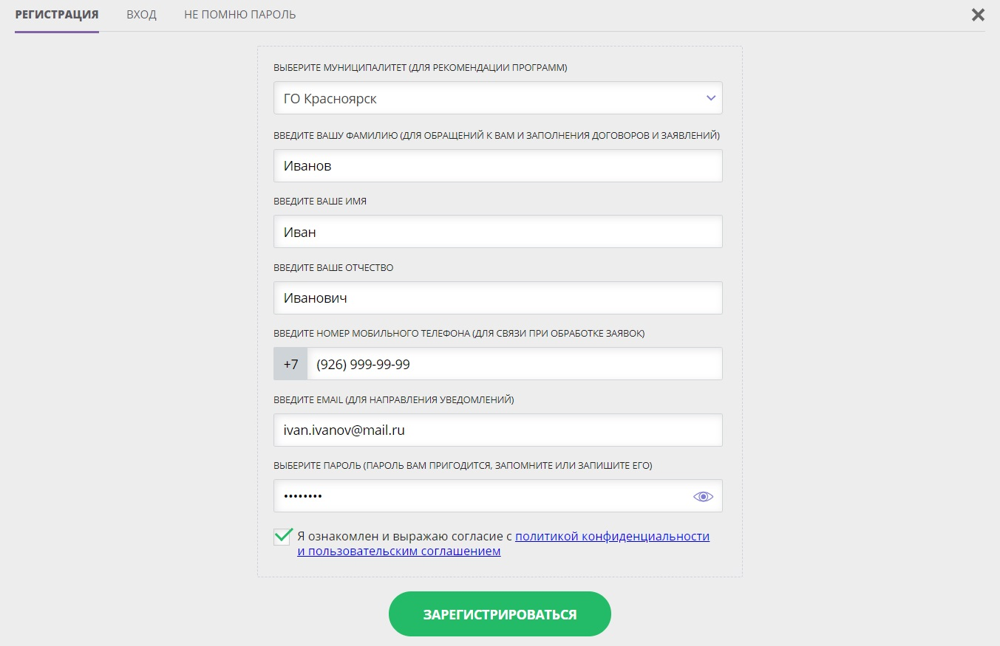 РЕГИСТРАЦИЯ ВХОД НЕ ПОМНЮ ПАРОЛЬ
ВЫБЕРИТЕ МУНИЦИПАЛИТЕТ (ДЛЯ РЕКОМЕНДАЦИИ ПРОГРАММ)
ГО Красноярск
ВВЕДИТЕ ВАШУ ФАМИЛИЮ (ДЛЯ ОБРАЩЕНИЙ К ВАМ И ЗАПОЛНЕНИЯ ДОГОВОРОВ И ЗАЯВЛЕНИЙ)
Иванов
ВВЕДИТЕ ВАШЕ ИМЯ
Иван
ВВЕДИТЕ ВАШЕ ОТЧЕСТВО
Иванович
ВВЕДИТЕ НОМЕР МОБИЛЬНОГО ТЕЛЕФОНА (ДЛЯ СВЯЗИ ПРИ ОБРАБОТКЕ ЗАЯВОК)
+7 (926) 999-99-99
ВВЕДИТЕ EMAIL (ДЛЯ НАПРАВЛЕНИЯ УВЕДОМЛЕНИЙ)
ivan.ivanov@mail.ru
ВЫБЕРИТЕ ПАРОЛЬ (ПАРОЛЬ ВАМ ПРИГОДИТСЯ, ЗАПОМНИТЕ ИЛИ ЗАПИШИТЕ ЕГО)
••••••••
Я ознакомлен и выражаю согласие с политикой конфиденциальности
и пользовательским соглашением
ЗАРЕГИСТРИРОВАТЬСЯ